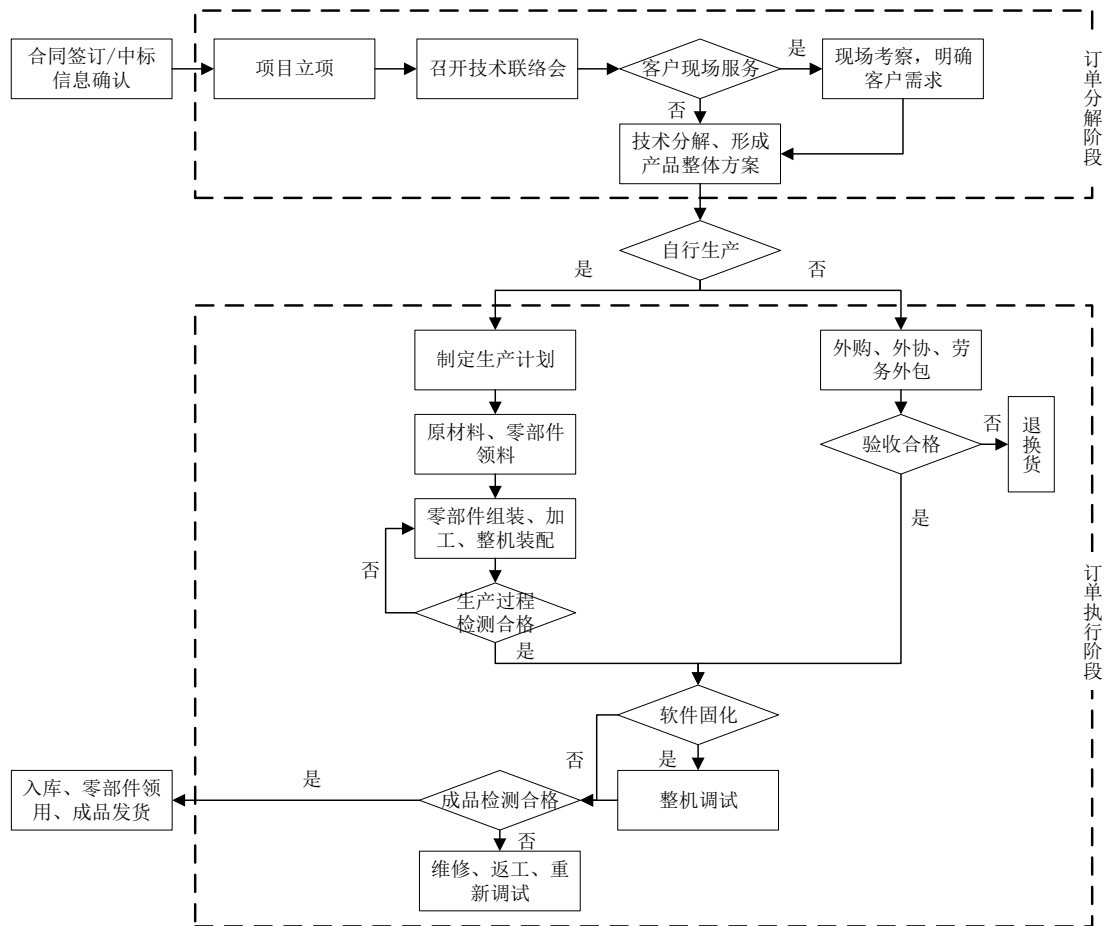 合同签订/中标
信息确认
项目立项
召开技术联络会
客户现场服务
是
现场考察，明确
客户需求
订单分解阶段
否
技术分解、形成
产品整体方案
自行生产
是
否
制定生产计划
外购、外协、劳
务外包
原材料、零部件
领料
验收合格
否
退换货
零部件组装、加
工、整机装配
是
否
生产过程
检测合格
是
订单执行阶段
软件固化
否
是
整机调试
成品检测合格
是
入库、零部件领
用、成品发货
否
维修、返工、重
新调试